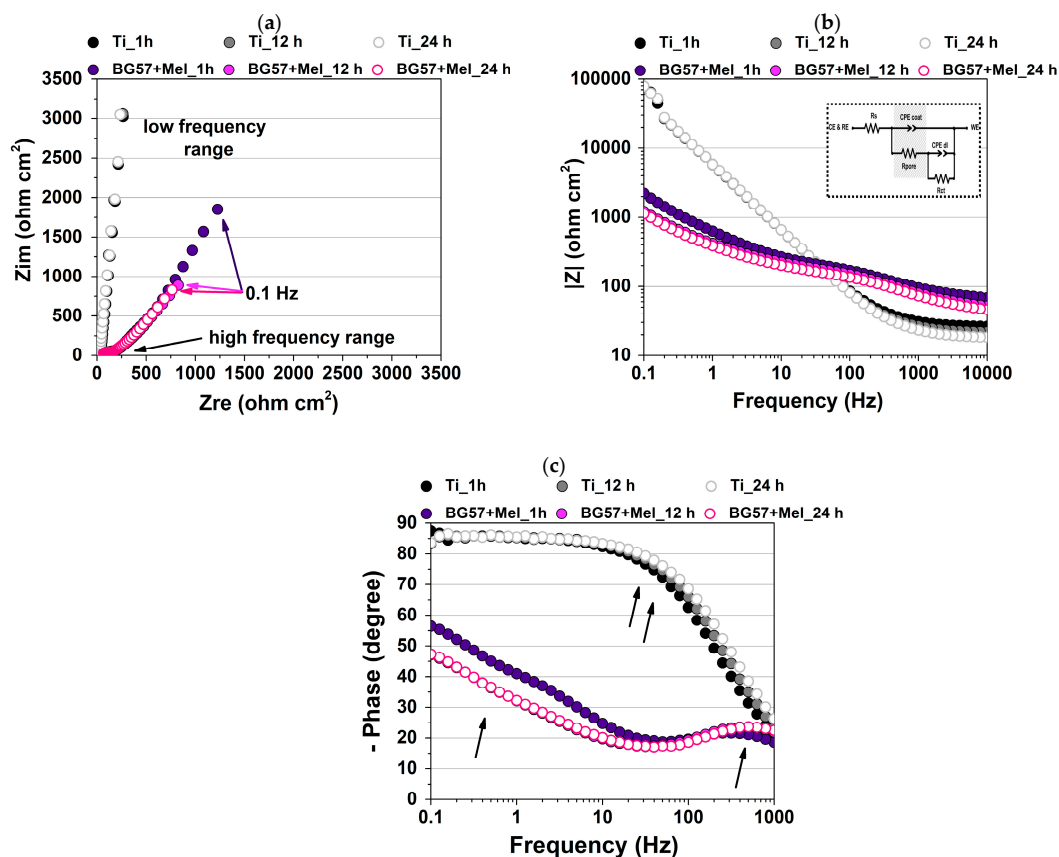 (a)
Ti_1h Ti_12 h Ti_24 h
BG57+Mel_1h BG57+Mel_12 h BG57+Mel_24 h
3500
3000
2500
2000
1500
1000
500
0
Zim (ohm cm²)
low frequency
range
0.1 Hz
high frequency range
0 500 1000 1500 2000 2500 3000 3500
Zre (ohm cm²)
(b)
Ti_1h Ti_12 h Ti_24 h
BG57+Mel_1h BG57+Mel_12 h BG57+Mel_24 h
100000
10000
1000
100
10
|Z| (ohm cm²)
CE & RE Rs CPE coat WE
Rpore CPE dl
Rct
0.1 1 10 100 1000 10000
Frequency (Hz)
(c)
Ti_1h Ti_12 h Ti_24 h
BG57+Mel_1h BG57+Mel_12 h BG57+Mel_24 h
90
80
70
60
50
40
30
20
10
0
- Phase (degree)
0.1 1 10 100 1000
Frequency (Hz)